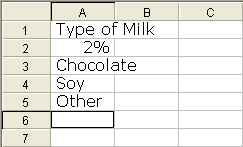 A B C
1 Type of Milk
2 2%
3 Chocolate
4 Soy
5 Other
6
7